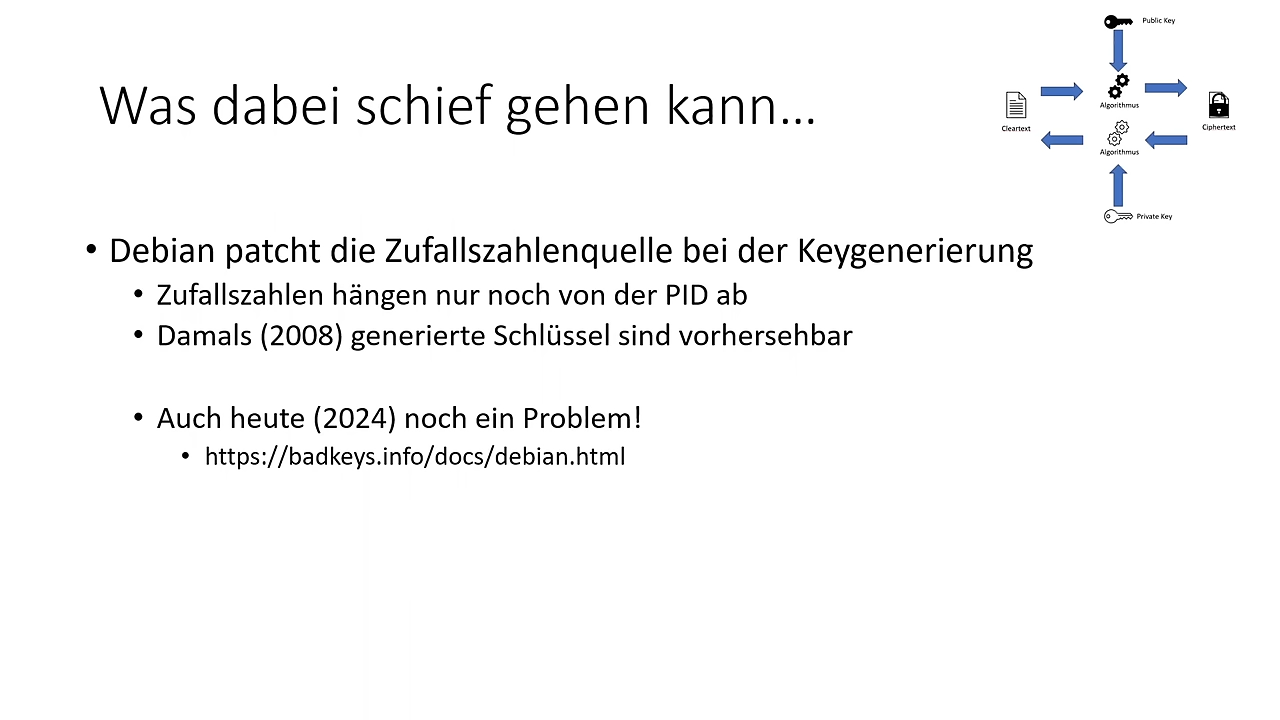 Was dabei schief gehen kann...
Public Key
Algorithmus
Cleartext
Ciphertext
Algorithmus
Private Key
• Debian patcht die Zufallszahlenquelle bei der Keygenerierung
• Zufallszahlen hängen nur noch von der PID ab
• Damals (2008) generierte Schlüssel sind vorhersehbar
• Auch heute (2024) noch ein Problem!
• https://badkeys.info/docs/debian.html